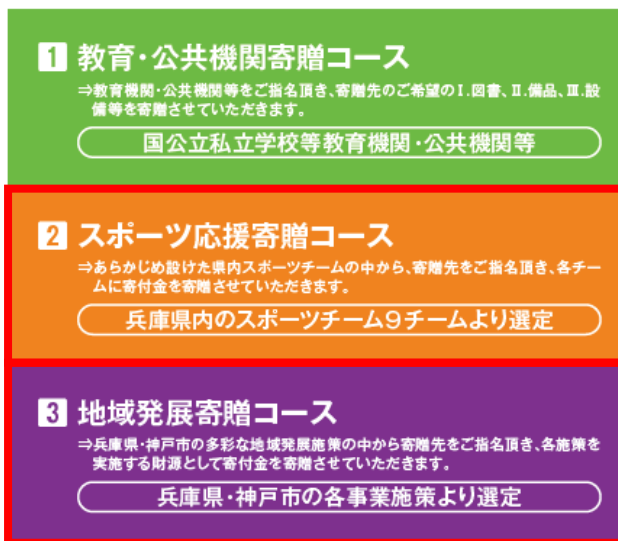 1 教育・公共機関寄贈コース
⇒教育機関・公共機関等をご指名頂き、寄贈先のご希望のⅠ.図書、Ⅱ.備品、Ⅲ.設
備等を寄贈させていただきます。
国公立私立学校等教育機関・公共機関等
2 スポーツ応援寄贈コース
⇒あらかじめ設けた県内スポーツチームの中から、寄贈先をご指名頂き、各チー
ムに寄付金を寄贈させていただきます。
兵庫県内のスポーツチーム9チームより選定
3 地域発展寄贈コース
⇒兵庫県・神戸市の多彩な地域発展施策の中から寄贈先をご指名頂き、各施策を
実施する財源として寄付金を寄贈させていただきます。
兵庫県・神戸市の各事業施策より選定